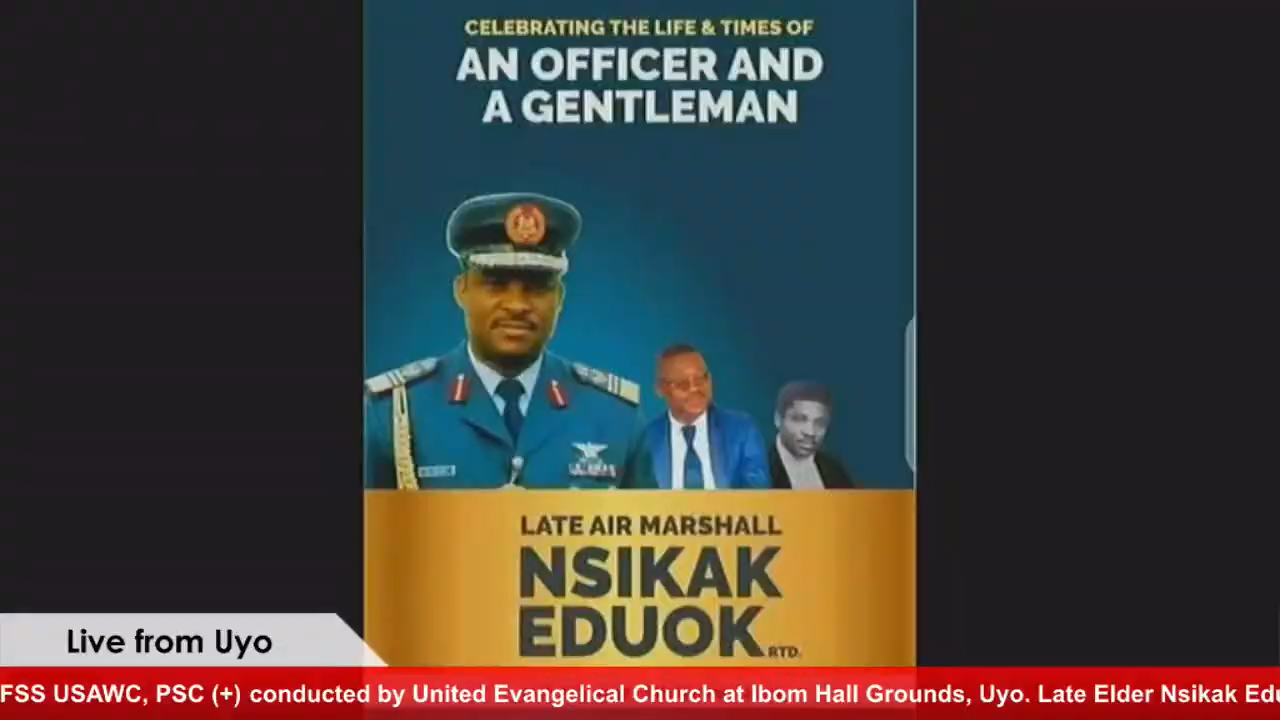 CELEBRATING THE LIFE & TIMES OF
AN OFFICER AND
A GENTLEMAN
LATE AIR MARSHALL
NSIKAK
EDUOK RTD.
Live from Uyo
FSS USAWC, PSC (+) conducted by United Evangelical Church at Ibom Hall Grounds, Uyo. Late Elder Nsikak Edu